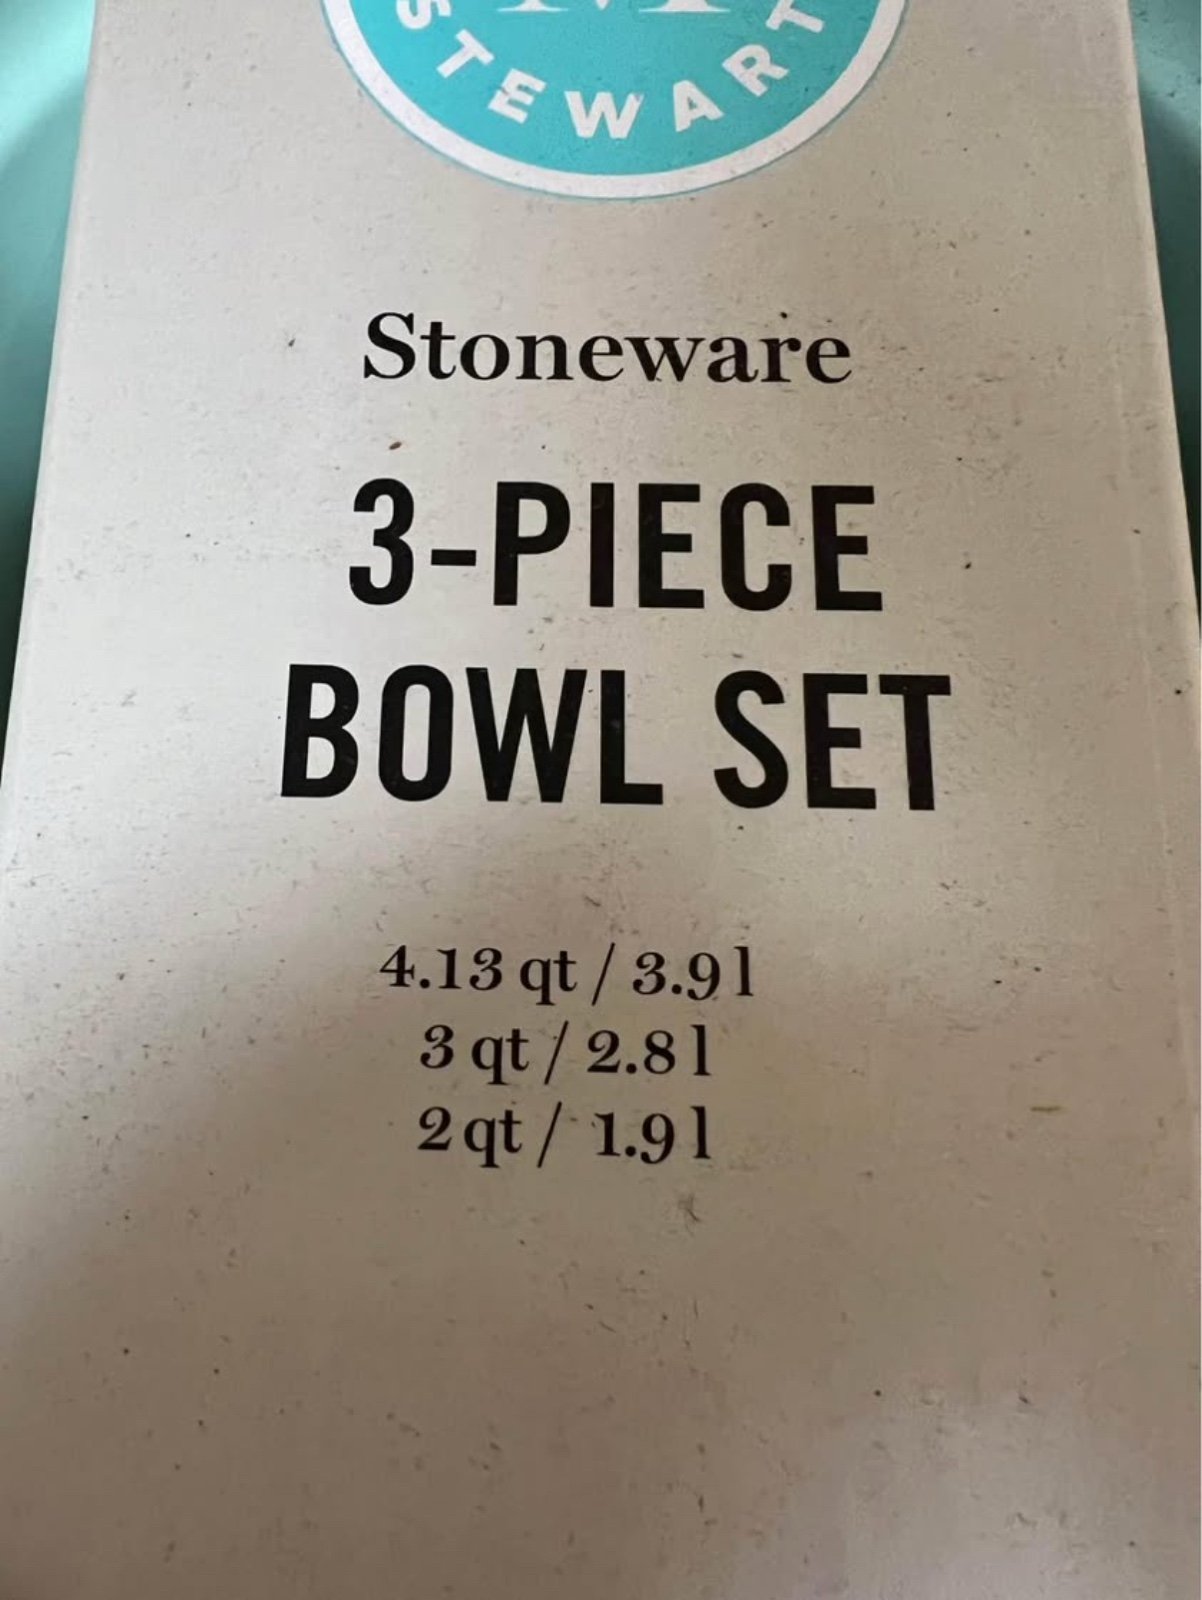 STEWART
Stoneware
3-PIECE
BOWL SET
4.13 qt / 3.9 l
3 qt / 2.8 l
2 qt / 1.9 l